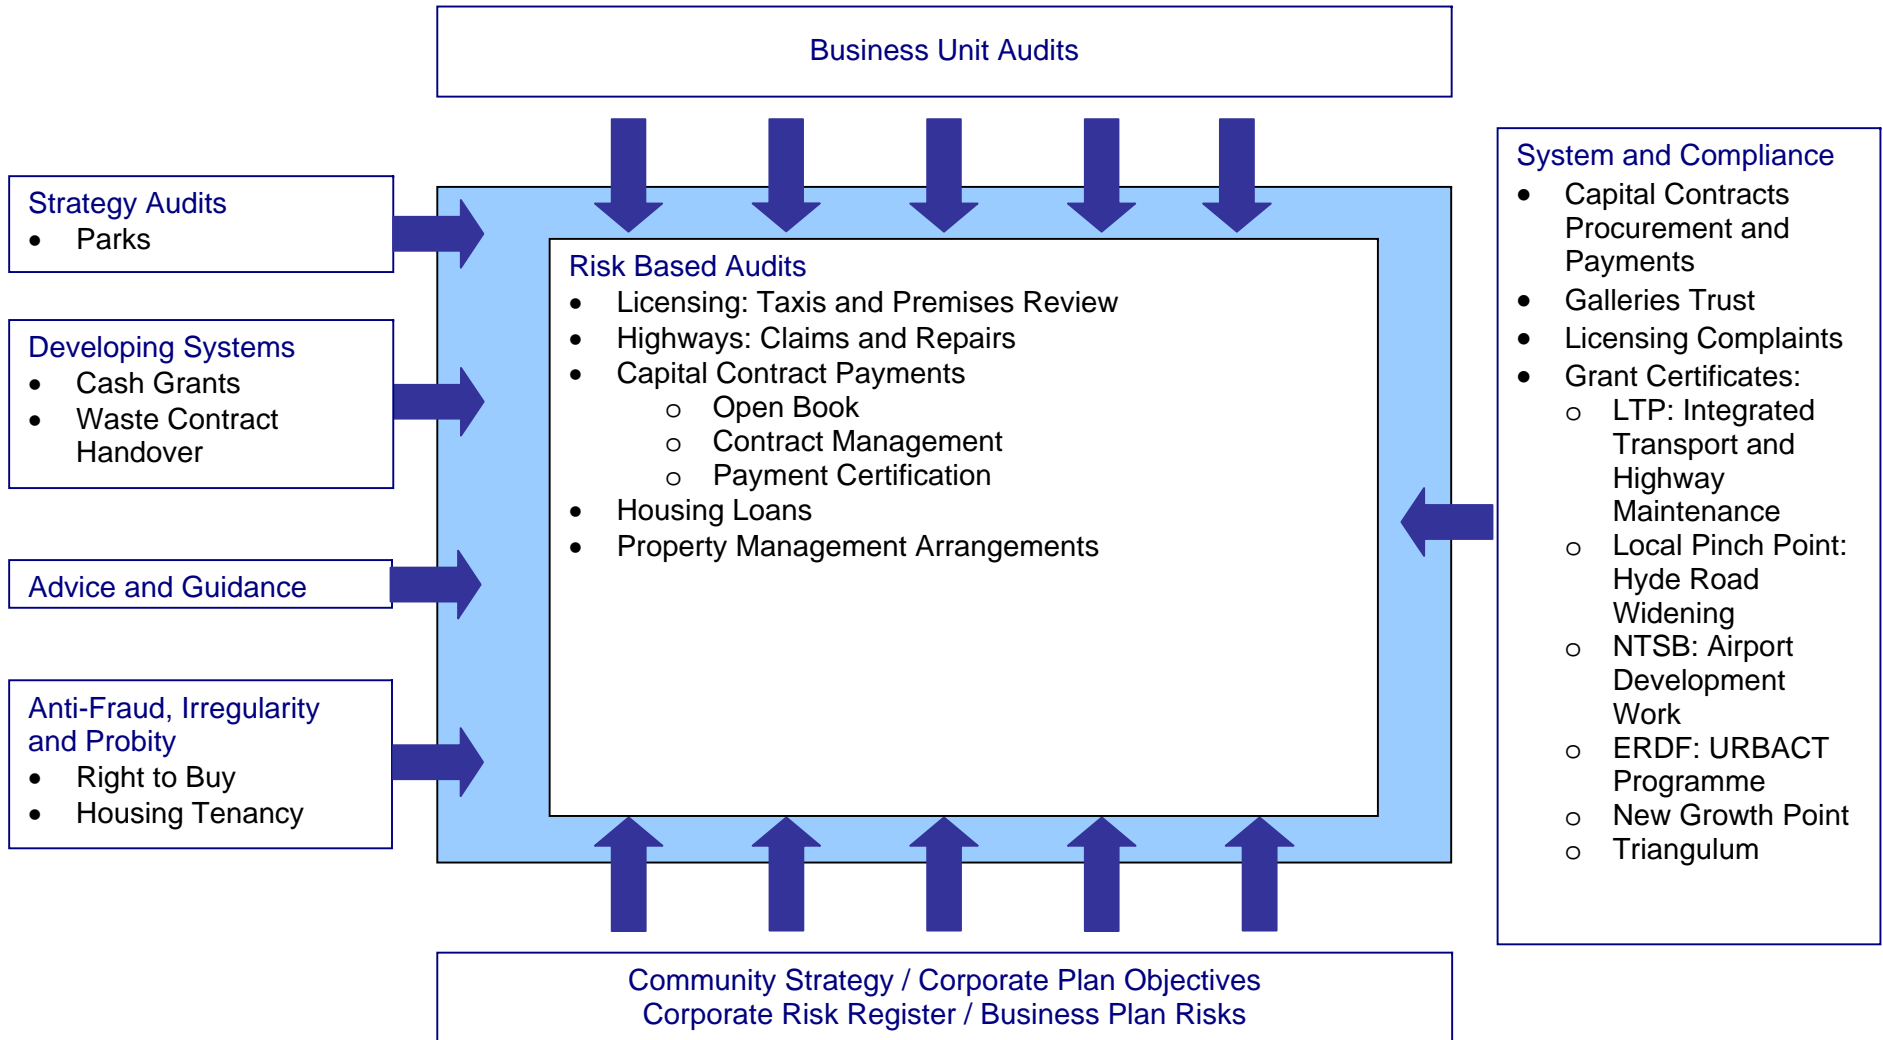 Business Unit Audits
Strategy Audits
• Parks
Developing Systems
• Cash Grants
• Waste Contract
Handover
Advice and Guidance
Anti-Fraud, Irregularity
and Probity
• Right to Buy
• Housing Tenancy
Risk Based Audits
• Licensing: Taxis and Premises Review
• Highways: Claims and Repairs
• Capital Contract Payments
o Open Book
o Contract Management
o Payment Certification
• Housing Loans
• Property Management Arrangements
System and Compliance
• Capital Contracts
Procurement and
Payments
• Galleries Trust
• Licensing Complaints
• Grant Certificates:
o LTP: Integrated
Transport and
Highway
Maintenance
o Local Pinch Point:
Hyde Road
Widening
o NTSB: Airport
Development
Work
o ERDF: URBACT
Programme
o New Growth Point
o Triangulum
Community Strategy / Corporate Plan Objectives
Corporate Risk Register / Business Plan Risks